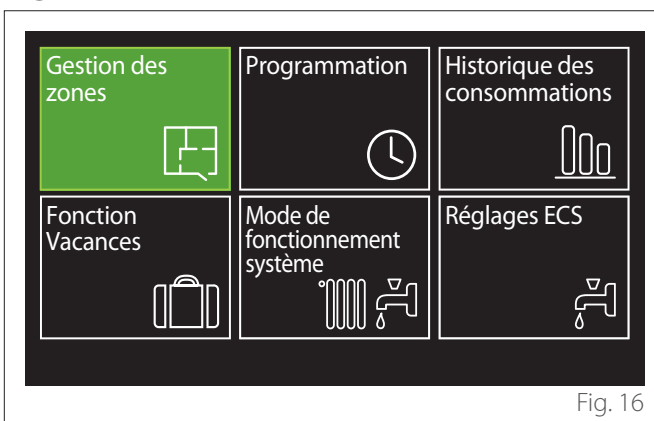 Gestion des
zones
Programmation
Historique des
consommations
Fonction
Vacances
Mode de
fonctionnement
système
Réglages ECS
Fig. 16